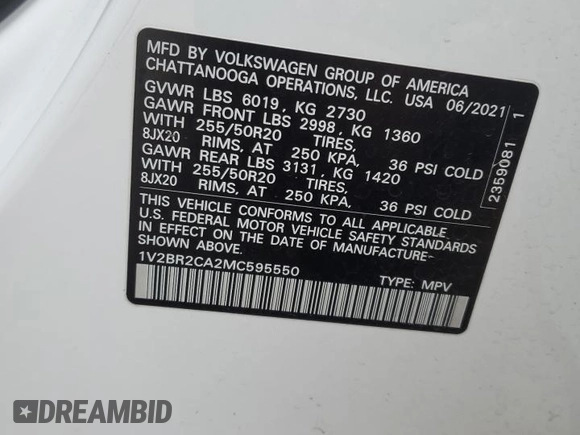 MFD BY VOLKSWAGEN GROUP OF AMERICA
CHATTANOOGA OPERATIONS, LLC. USA 06/2021
GVWR LBS 6019, KG 2730
GAWR FRONT LBS 2998, KG 1360
WITH 255/50R20 TIRES,
8JX20 RIMS, AT 250 KPA, 36 PSI COLD
GAWR REAR LBS 3131, KG 1420
WITH 255/50R20 TIRES,
8JX20 RIMS, AT 250 KPA, 36 PSI COLD
THIS VEHICLE CONFORMS TO ALL APPLICABLE
U.S. FEDERAL MOTOR VEHICLE SAFETY STANDARDS
IN EFFECT ON THE DATE OF MANUFACTURE
SHOWN ABOVE.
1V2BR2CA2MC595550 TYPE: MPV
2359081 1
DREAMBID